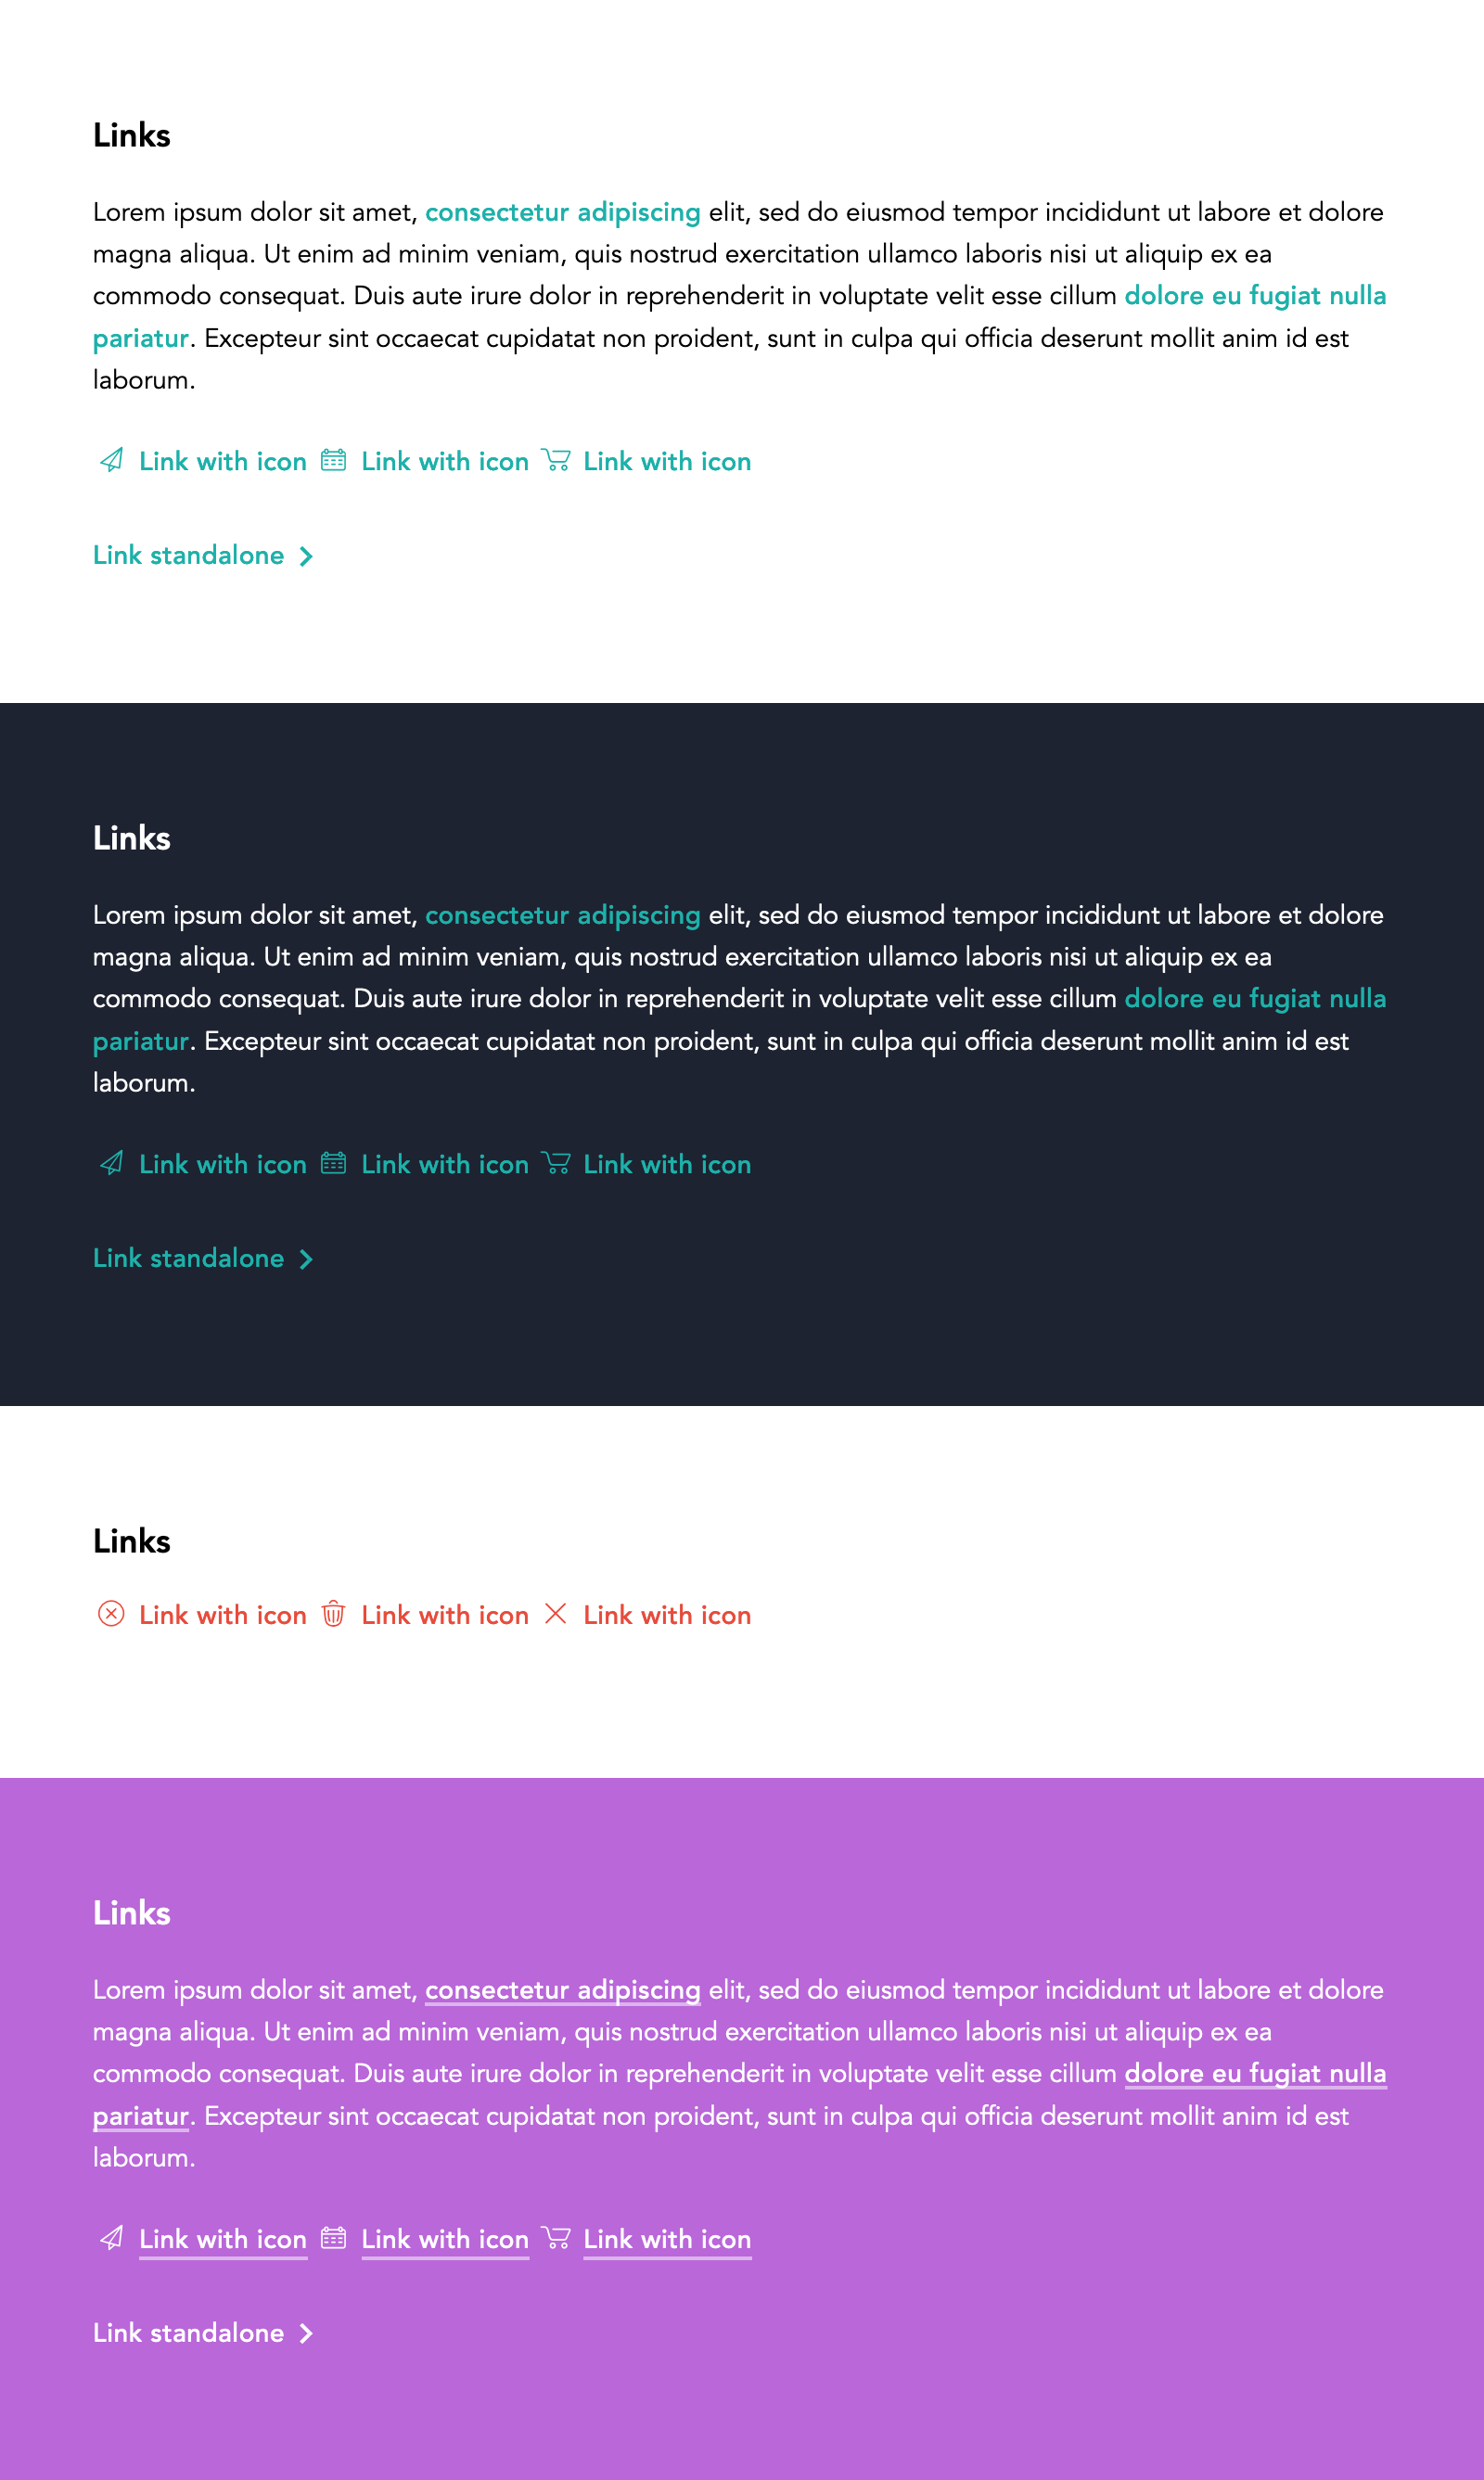 Links
Lorem ipsum dolor sit amet, consectetur adipiscing elit, sed do eiusmod tempor incididunt ut labore et dolore
magna aliqua. Ut enim ad minim veniam, quis nostrud exercitation ullamco laboris nisi ut aliquip ex ea
commodo consequat. Duis aute irure dolor in reprehenderit in voluptate velit esse cillum dolore eu fugiat nulla
pariatur. Excepteur sint occaecat cupidatat non proident, sunt in culpa qui officia deserunt mollit anim id est
laborum.
Link with icon Link with icon Link with icon
Link standalone
Links
Lorem ipsum dolor sit amet, consectetur adipiscing elit, sed do eiusmod tempor incididunt ut labore et dolore
magna aliqua. Ut enim ad minim veniam, quis nostrud exercitation ullamco laboris nisi ut aliquip ex ea
commodo consequat. Duis aute irure dolor in reprehenderit in voluptate velit esse cillum dolore eu fugiat nulla
pariatur. Excepteur sint occaecat cupidatat non proident, sunt in culpa qui officia deserunt mollit anim id est
laborum.
Link with icon Link with icon Link with icon
Link standalone
Links
Link with icon Link with icon Link with icon
Links
Lorem ipsum dolor sit amet, consectetur adipiscing elit, sed do eiusmod tempor incididunt ut labore et dolore
magna aliqua. Ut enim ad minim veniam, quis nostrud exercitation ullamco laboris nisi ut aliquip ex ea
commodo consequat. Duis aute irure dolor in reprehenderit in voluptate velit esse cillum dolore eu fugiat nulla
pariatur. Excepteur sint occaecat cupidatat non proident, sunt in culpa qui officia deserunt mollit anim id est
laborum.
Link with icon Link with icon Link with icon
Link standalone